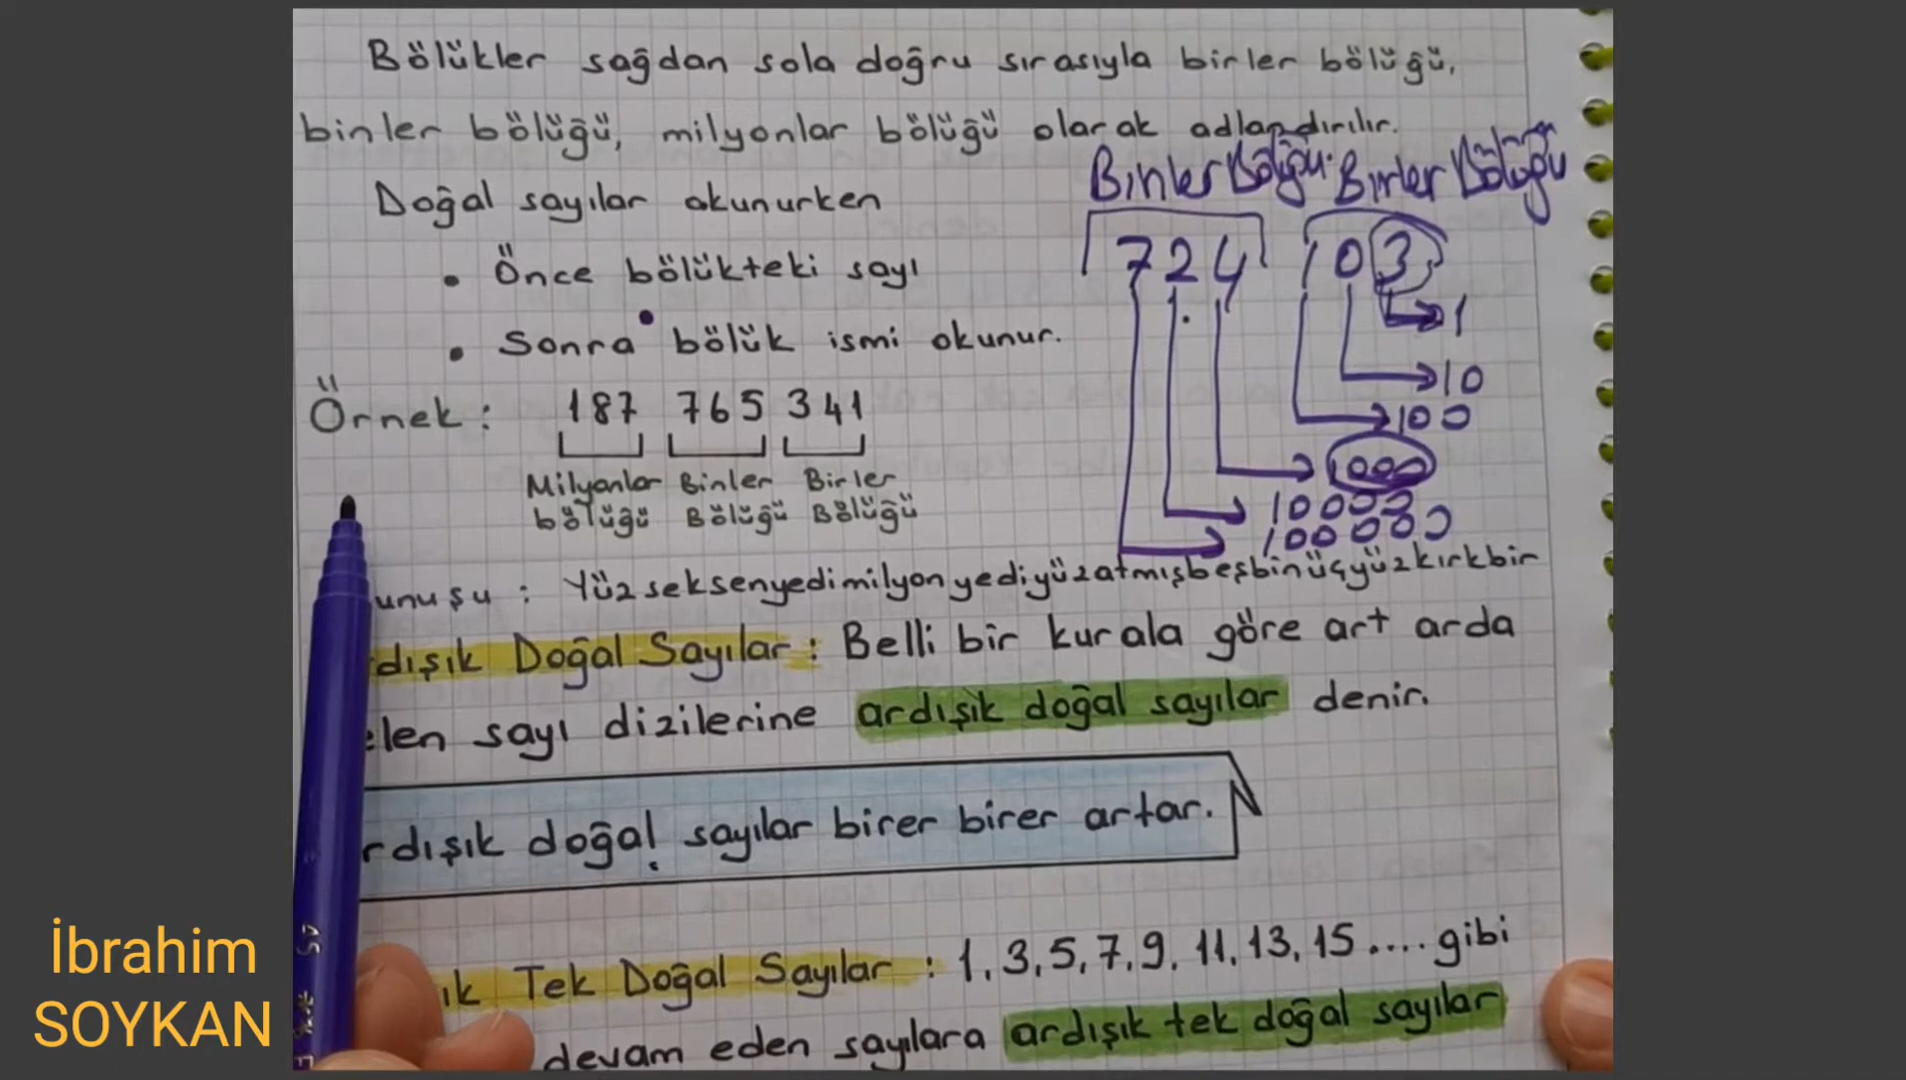 Bölükler sağdan sola doğru sırasıyla birler bölüğü,
binler bölüğü, milyonlar bölüğü olarak adlandırılır.
Binler Bölüğü Birler Bölüğü
Doğal sayılar okunurken
724 103
• Önce bölükteki sayı
• Sonra bölük ismi okunur.
1
10
100
1000
10000
100000
Örnek: 187 765 341
Milyonlar Binler Birler
bölüğü Bölüğü Bölüğü
unuşu : Yüzseksenyedimilyonyediyüzatmışbeşbinüçyüzkırkbir
dışık Doğal Sayılar : Belli bir kurala göre art arda
elen sayı dizilerine ardışık doğal sayılar denir.
rdışık doğal sayılar birer birer artar.
ık Tek Doğal Sayılar : 1, 3, 5, 7, 9, 11, 13, 15 .... gibi
devam eden sayılara ardışık tek doğal sayılar
İbrahim
SOYKAN